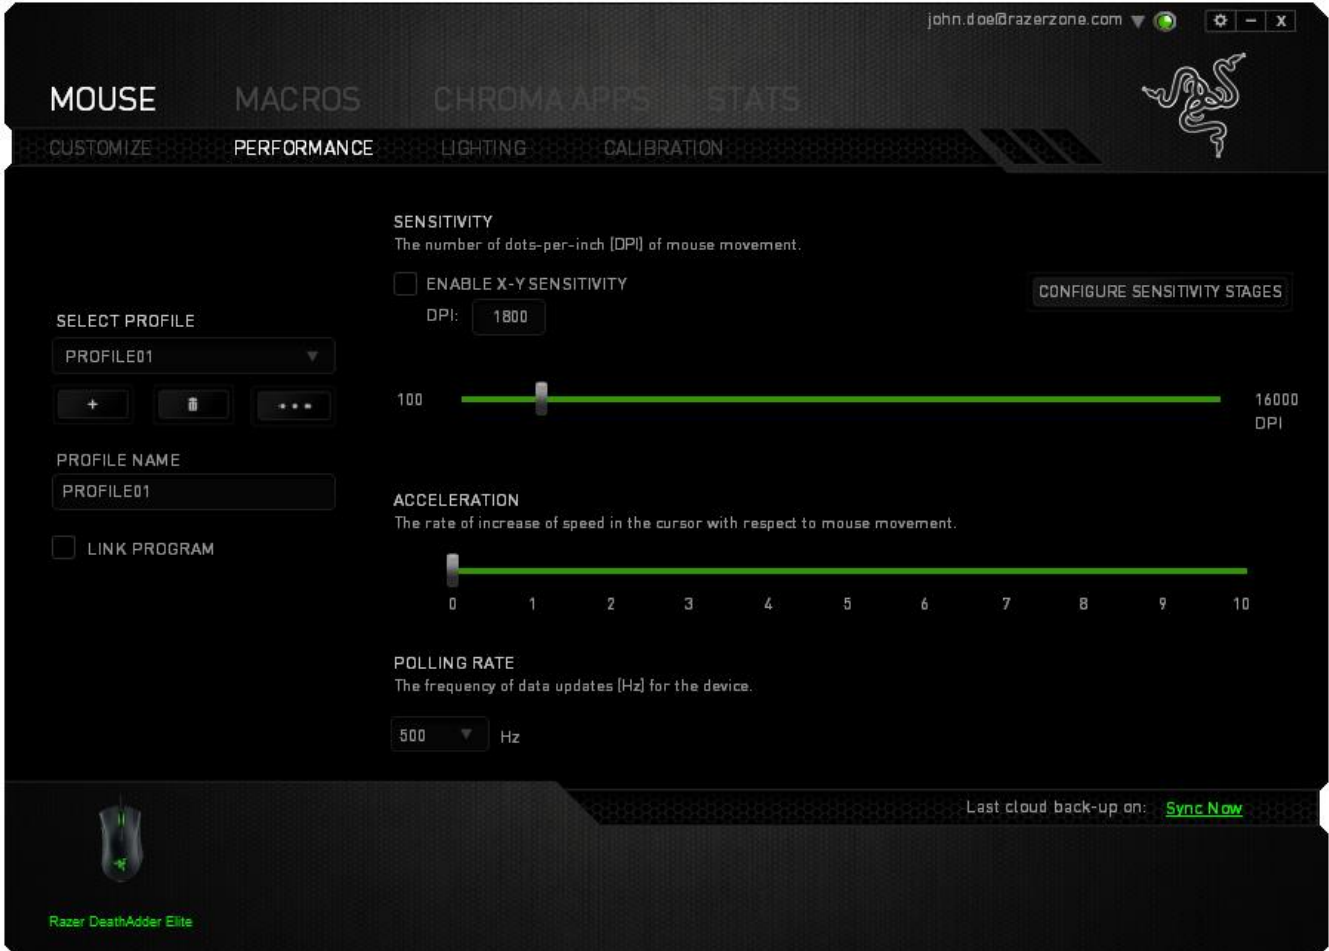 john.doe@razerzone.com
X
MOUSE MACROS CHROMA APPS STATS
CUSTOMIZE PERFORMANCE LIGHTING CALIBRATION
SENSITIVITY
The number of dots-per-inch (DPI) of mouse movement.
ENABLE X-Y SENSITIVITY
CONFIGURE SENSITIVITY STAGES
DPI: 1800
SELECT PROFILE
PROFILE01
+
100
16000
DPI
PROFILE NAME
PROFILE01
LINK PROGRAM
ACCELERATION
The rate of increase of speed in the cursor with respect to mouse movement.
0 1 2 3 4 5 6 7 8 9 10
POLLING RATE
The frequency of data updates (Hz) for the device.
500 Hz
Last cloud back-up on: Sync Now
Razer DeathAdder Elite